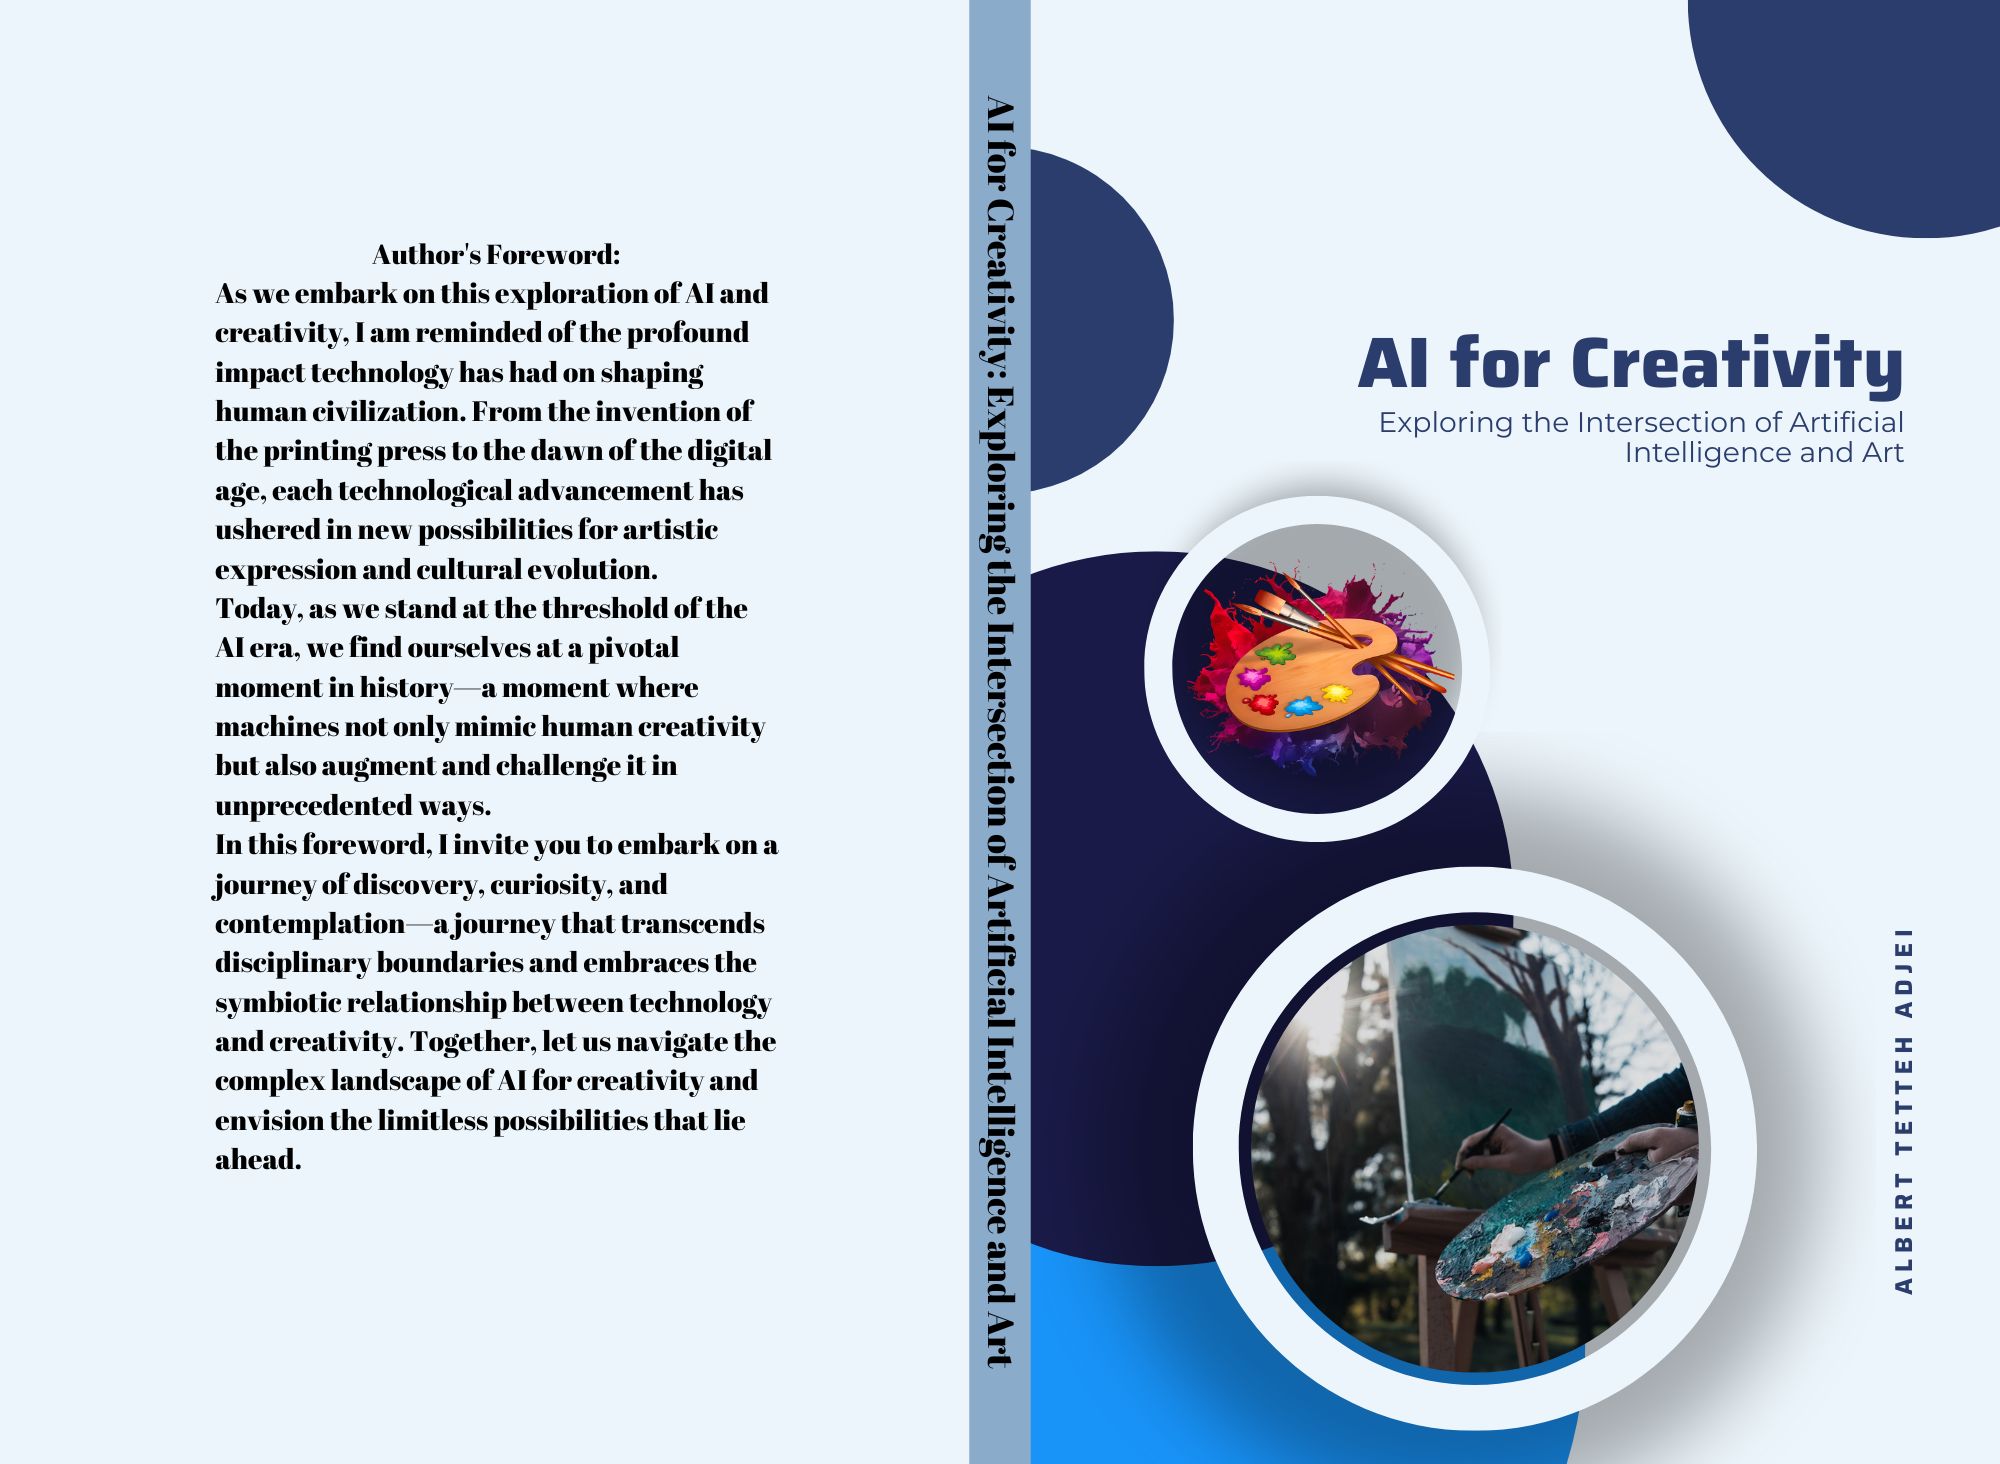 Author's Foreword:
As we embark on this exploration of AI and
creativity, I am reminded of the profound
impact technology has had on shaping
human civilization. From the invention of
the printing press to the dawn of the digital
age, each technological advancement has
ushered in new possibilities for artistic
expression and cultural evolution.
Today, as we stand at the threshold of the
AI era, we find ourselves at a pivotal
moment in history—a moment where
machines not only mimic human creativity
but also augment and challenge it in
unprecedented ways.
In this foreword, I invite you to embark on a
journey of discovery, curiosity, and
contemplation—a journey that transcends
disciplinary boundaries and embraces the
symbiotic relationship between technology
and creativity. Together, let us navigate the
complex landscape of AI for creativity and
envision the limitless possibilities that lie
ahead.
AI for Creativity: Exploring the Intersection of Artificial Intelligence and Art
AI for Creativity
Exploring the Intersection of Artificial
Intelligence and Art
ALBERT TETTEH ADJEI